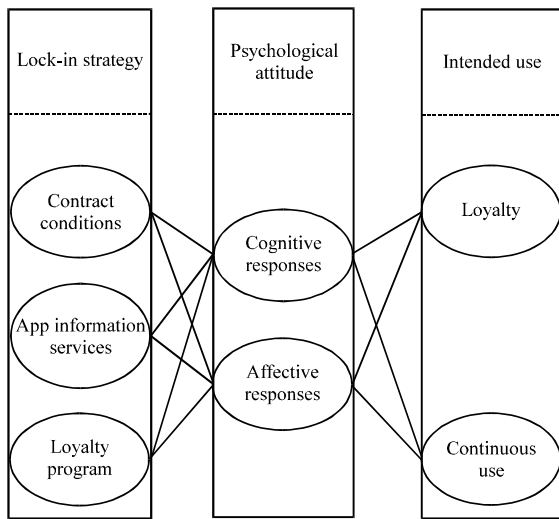 Lock-in strategy
Psychological
attitude
Intended use
Contract
conditions
App information
services
Loyalty
program
Cognitive
responses
Affective
responses
Loyalty
Continuous
use